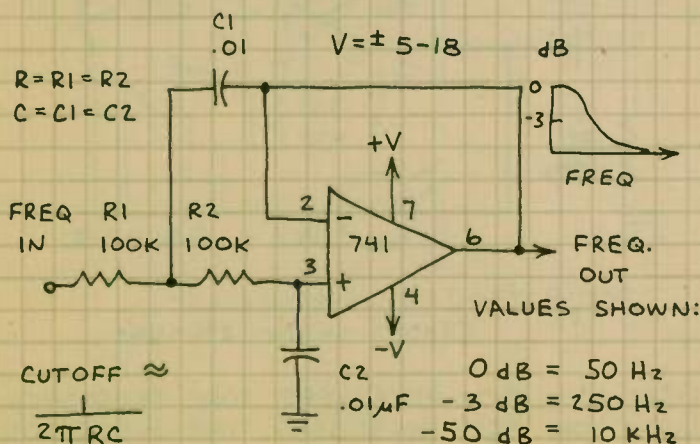 C1
.01
V = ± 5-18
dB
R = R1 = R2
C = C1 = C2
0
-3
+V
FREQ
FREQ IN
R1 100K
R2 100K
2
-
7
741
6
3
+
4
-V
FREQ. OUT
VALUES SHOWN:
C2
.01µF
CUTOFF ≈
1
2πRC
0 dB = 50 Hz
-3 dB = 250 Hz
-50 dB = 10 KHz